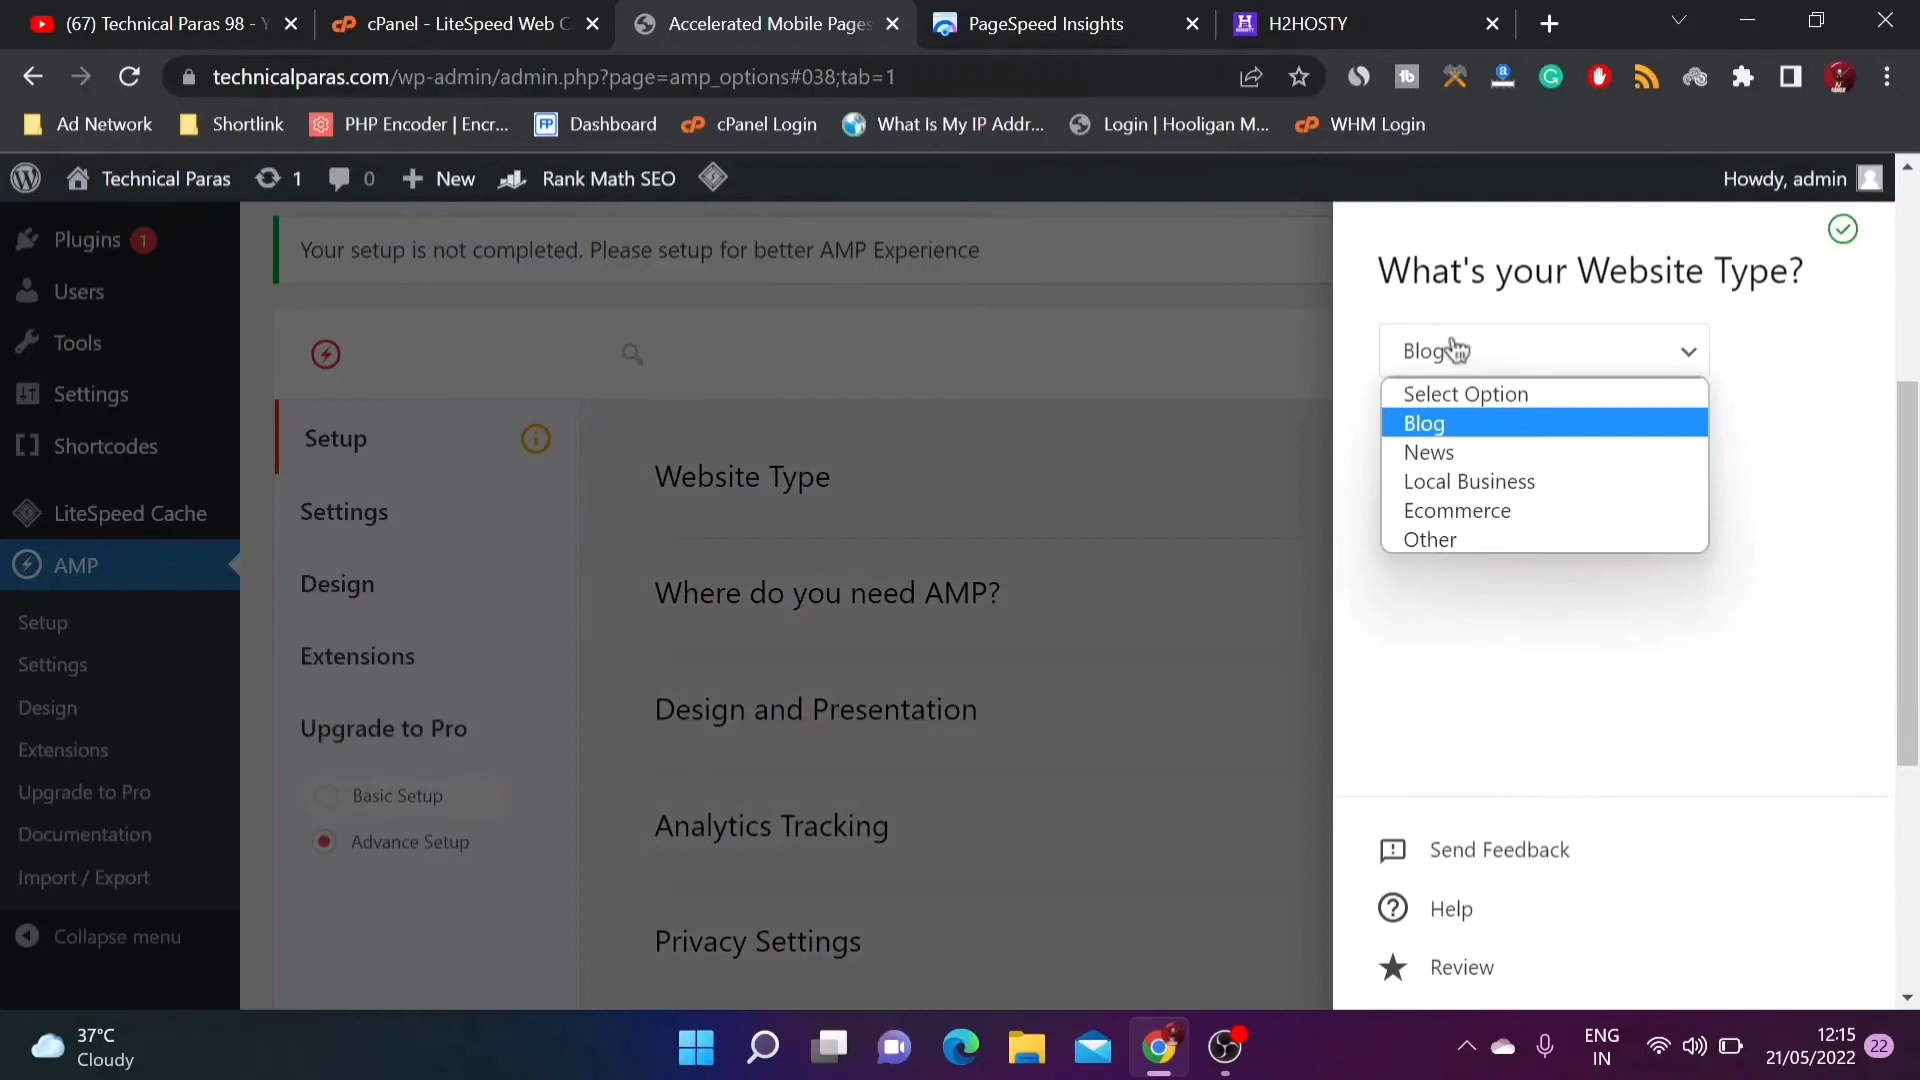 (67) Technical Paras 98 - Y
cPanel - LiteSpeed Web C
Accelerated Mobile Pages
PageSpeed Insights
H2HOSTY
technicalparas.com/wp-admin/admin.php?page=amp_options#038;tab=1
Ad Network
Shortlink
PHP Encoder | Encr...
Dashboard
cPanel Login
What Is My IP Addr...
Login | Hooligan M...
WHM Login
Technical Paras
1
0
New
Rank Math SEO
Howdy, admin
Plugins 1
Users
Tools
Settings
Shortcodes
LiteSpeed Cache
AMP
Setup
Settings
Design
Extensions
Upgrade to Pro
Documentation
Import / Export
Collapse menu
Your setup is not completed. Please setup for better AMP Experience
Setup
Settings
Design
Extensions
Upgrade to Pro
Basic Setup
Advance Setup
Website Type
Where do you need AMP?
Design and Presentation
Analytics Tracking
Privacy Settings
What's your Website Type?
Blog
Select Option
Blog
News
Local Business
Ecommerce
Other
Send Feedback
Help
Review
37°C
Cloudy
ENG
IN
12:15
21/05/2022
22